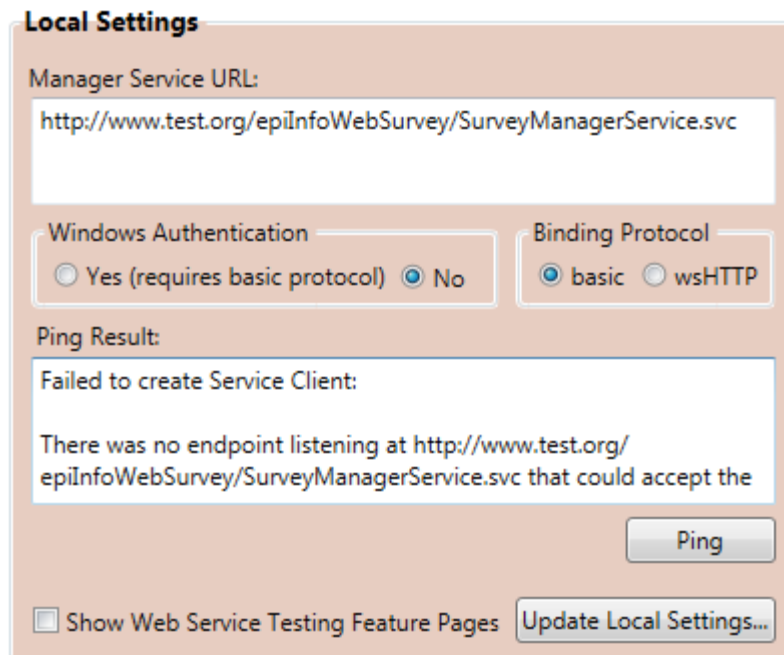 Local Settings
Manager Service URL:
http://www.test.org/epiInfoWebSurvey/SurveyManagerService.svc
Windows Authentication
Binding Protocol
Yes (requires basic protocol) No
basic wsHTTP
Ping Result:
Failed to create Service Client:
There was no endpoint listening at http://www.test.org/
epiInfoWebSurvey/SurveyManagerService.svc that could accept the
Ping
Show Web Service Testing Feature Pages
Update Local Settings...